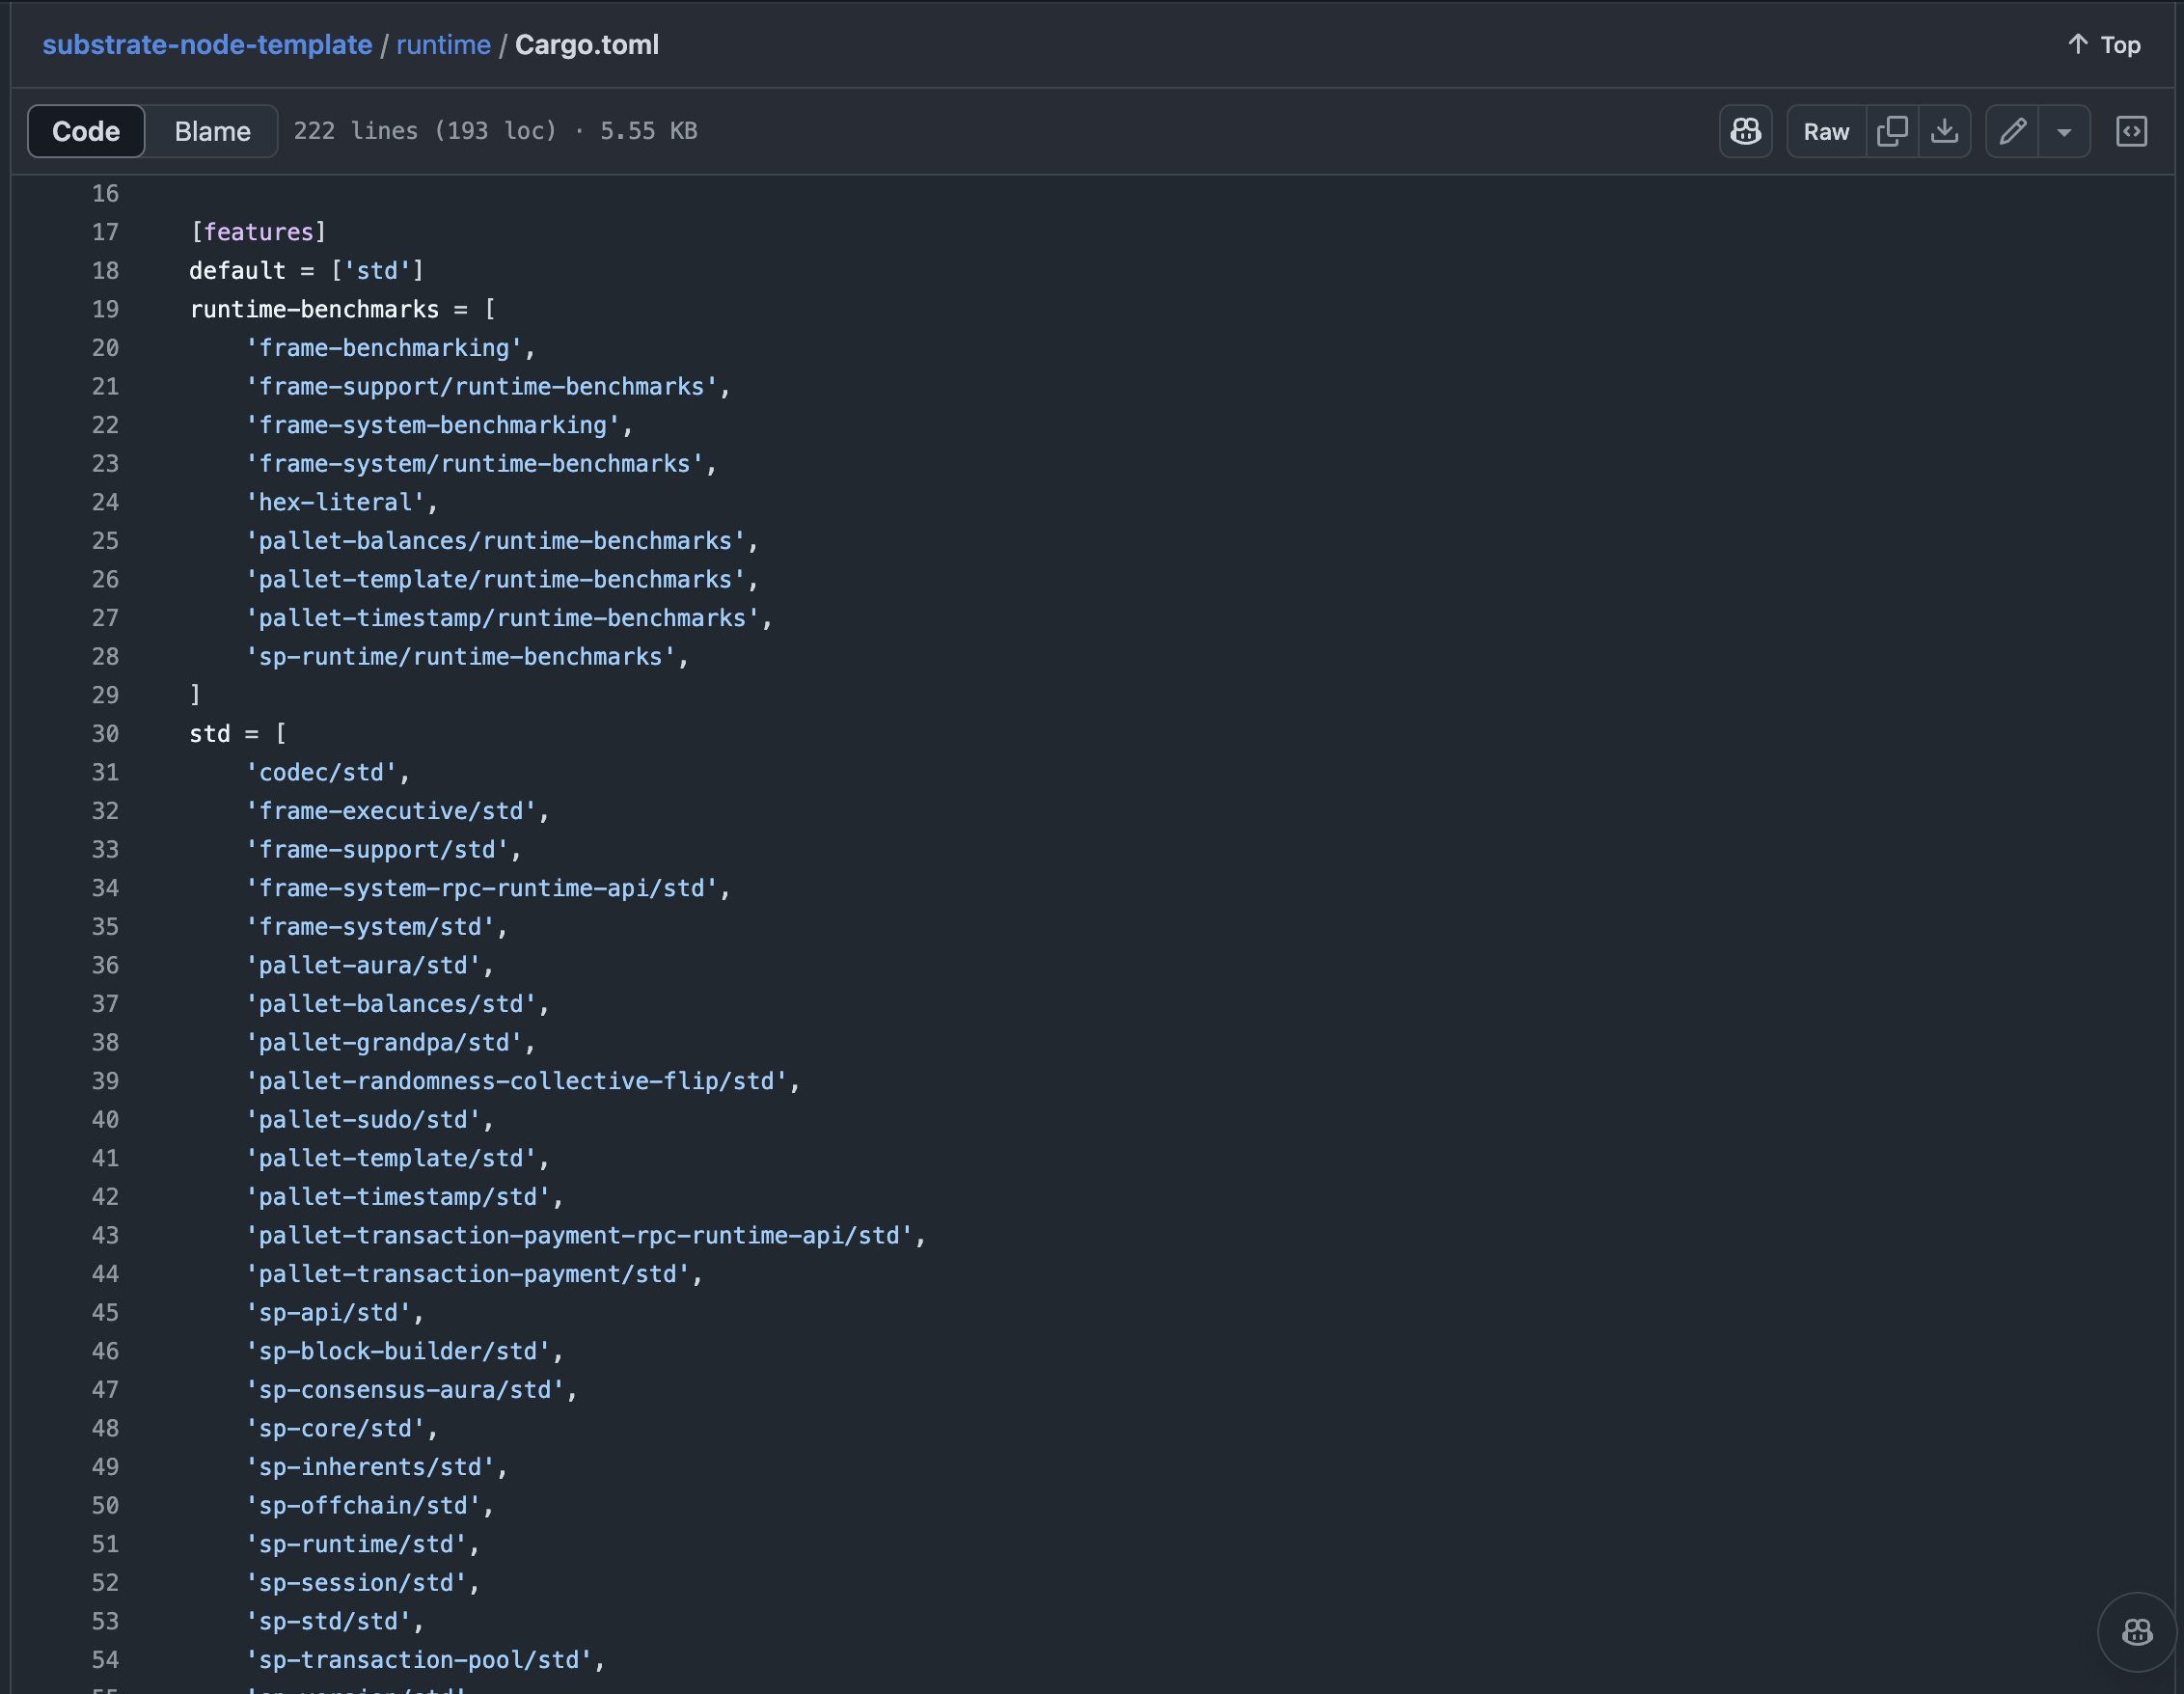 substrate-node-template / runtime / Cargo.toml
Top
Code Blame 222 lines (193 loc) · 5.55 KB Raw
16
17 [features]
18 default = ['std']
19 runtime-benchmarks = [
20 'frame-benchmarking',
21 'frame-support/runtime-benchmarks',
22 'frame-system-benchmarking',
23 'frame-system/runtime-benchmarks',
24 'hex-literal',
25 'pallet-balances/runtime-benchmarks',
26 'pallet-template/runtime-benchmarks',
27 'pallet-timestamp/runtime-benchmarks',
28 'sp-runtime/runtime-benchmarks',
29 ]
30 std = [
31 'codec/std',
32 'frame-executive/std',
33 'frame-support/std',
34 'frame-system-rpc-runtime-api/std',
35 'frame-system/std',
36 'pallet-aura/std',
37 'pallet-balances/std',
38 'pallet-grandpa/std',
39 'pallet-randomness-collective-flip/std',
40 'pallet-sudo/std',
41 'pallet-template/std',
42 'pallet-timestamp/std',
43 'pallet-transaction-payment-rpc-runtime-api/std',
44 'pallet-transaction-payment/std',
45 'sp-api/std',
46 'sp-block-builder/std',
47 'sp-consensus-aura/std',
48 'sp-core/std',
49 'sp-inherents/std',
50 'sp-offchain/std',
51 'sp-runtime/std',
52 'sp-session/std',
53 'sp-std/std',
54 'sp-transaction-pool/std',